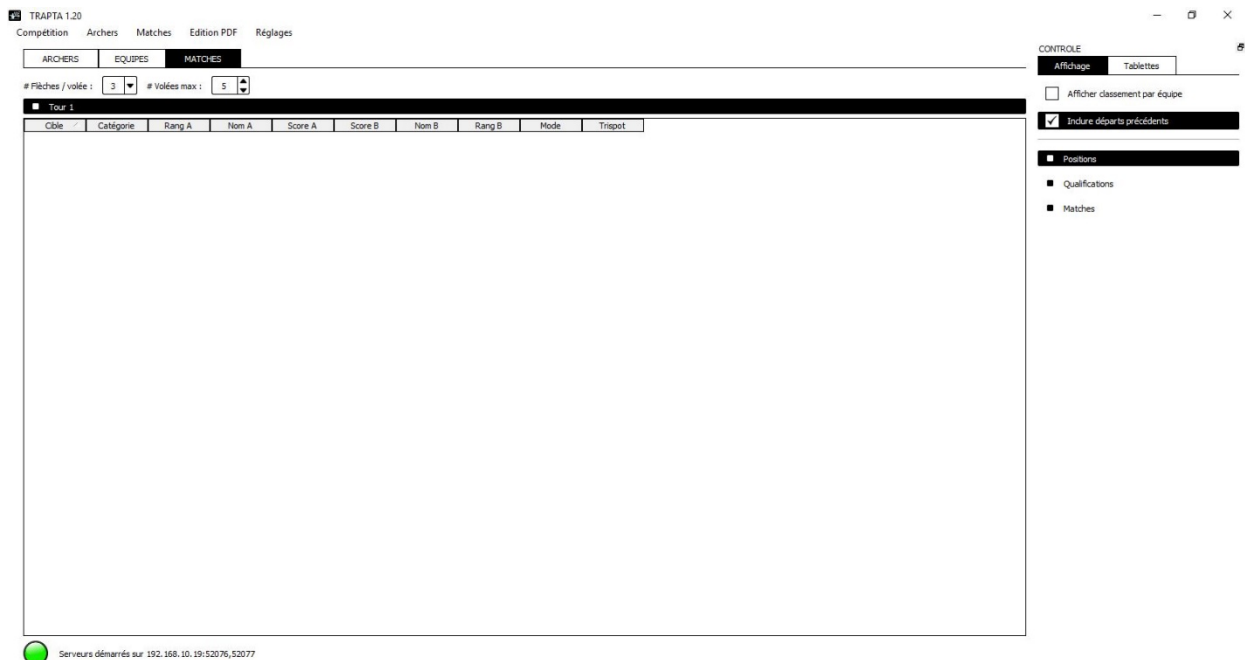 TRAPTA 1.20
Compétition Archers Matches Edition PDF Réglages
CONTROLE
ARCHERS EQUIPES MATCHES
Affichage Tablettes
# Flèches / volée : 3 # Volées max : 5
Afficher classement par équipe
Tour 1
Inclure départs précédents
Cible Catégorie Rang A Nom A Score A Score B Nom B Rang B Mode Trispot
Positions
Qualifications
Matches
Serveurs démarrés sur 192.168.10.19:52076,52077